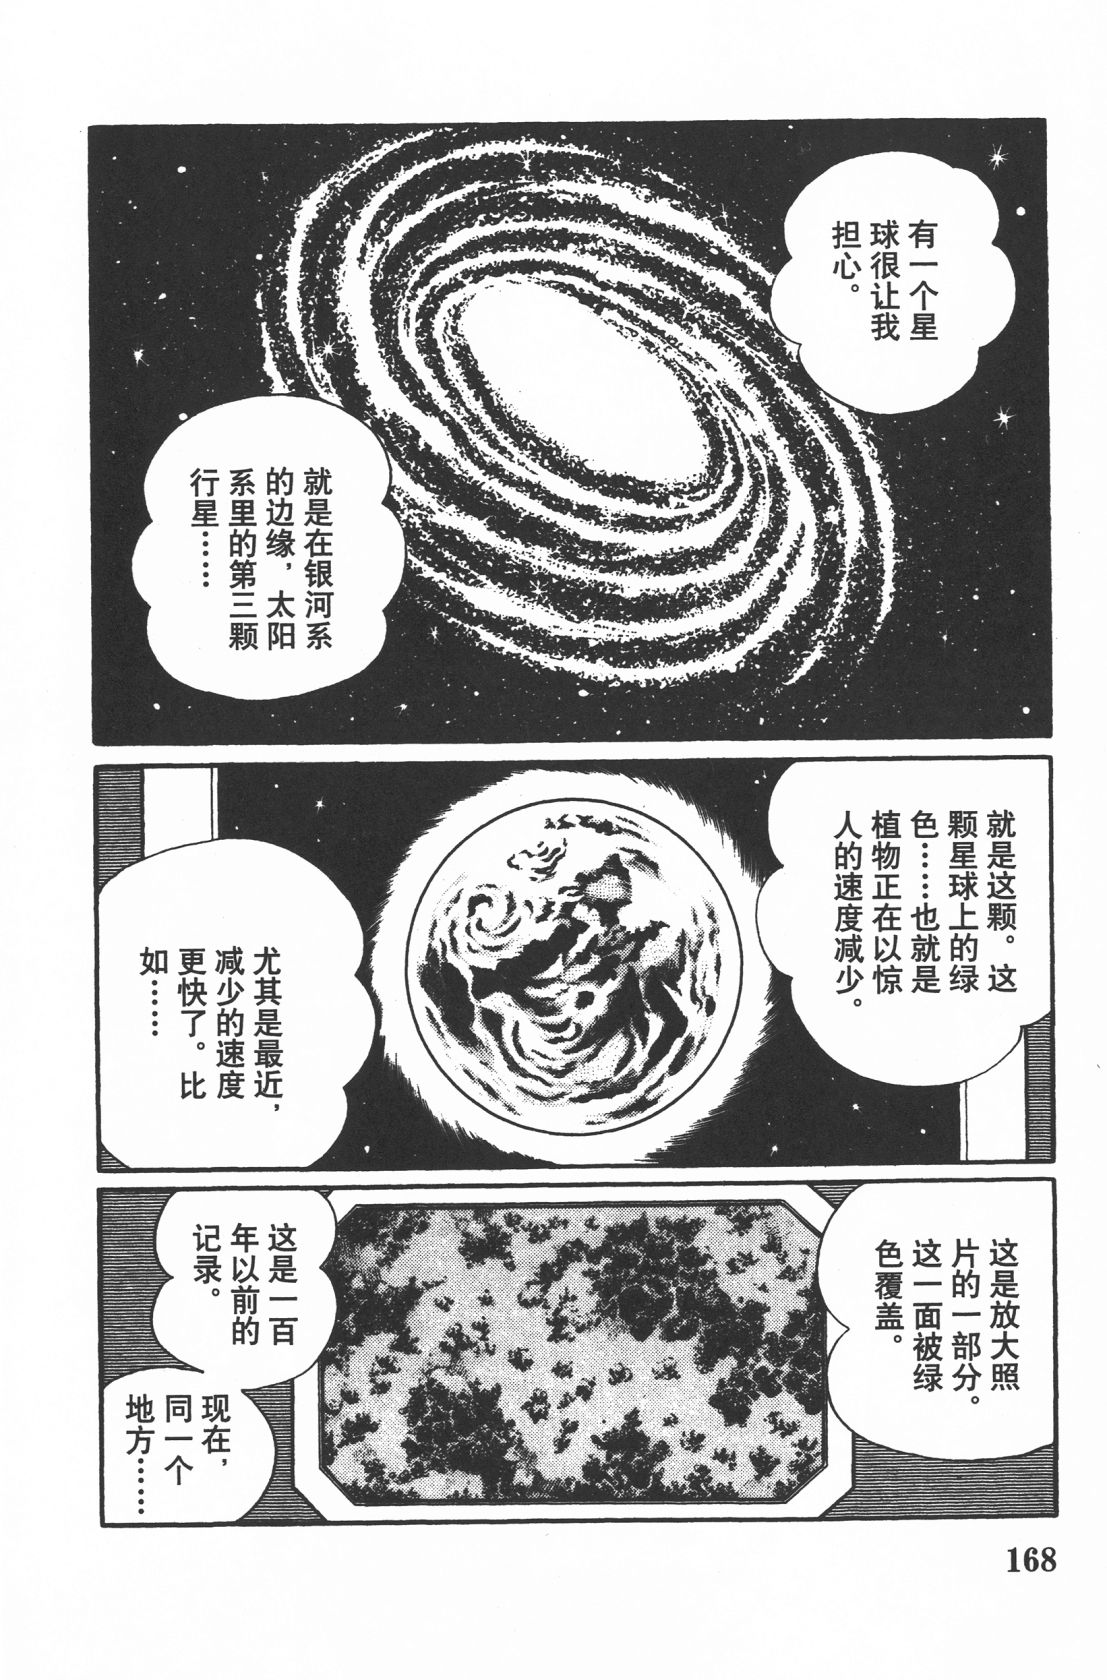 有一个星
球很让我
担心。
就是在银河系
的边缘，太阳
系里的第三颗
行星……
就是这颗。这
颗星球上的绿
色……也就是
植物正在以惊
人的速度减少。
尤其是最近，
减少的速度
更快了。比
如……
这是放大照
片的一部分。
这一面被绿
色覆盖。
这是一百
年以前的
记录。
现在，
同一个
地方……
168